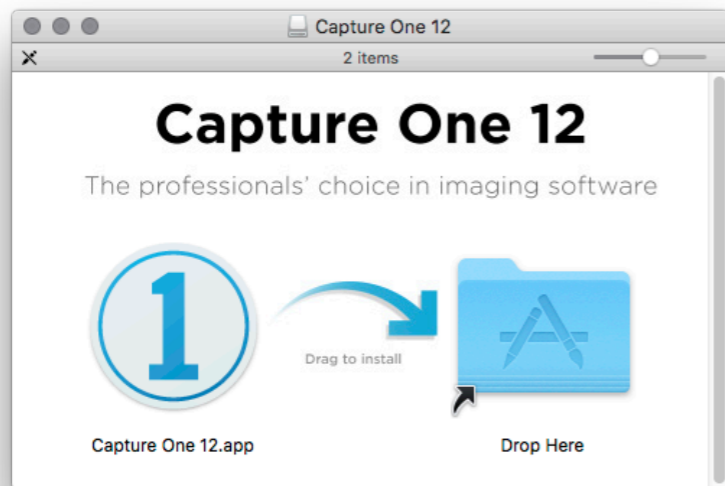 Capture One 12
2 items
Capture One 12
The professionals' choice in imaging software
1
Drag to install
Capture One 12.app
Drop Here